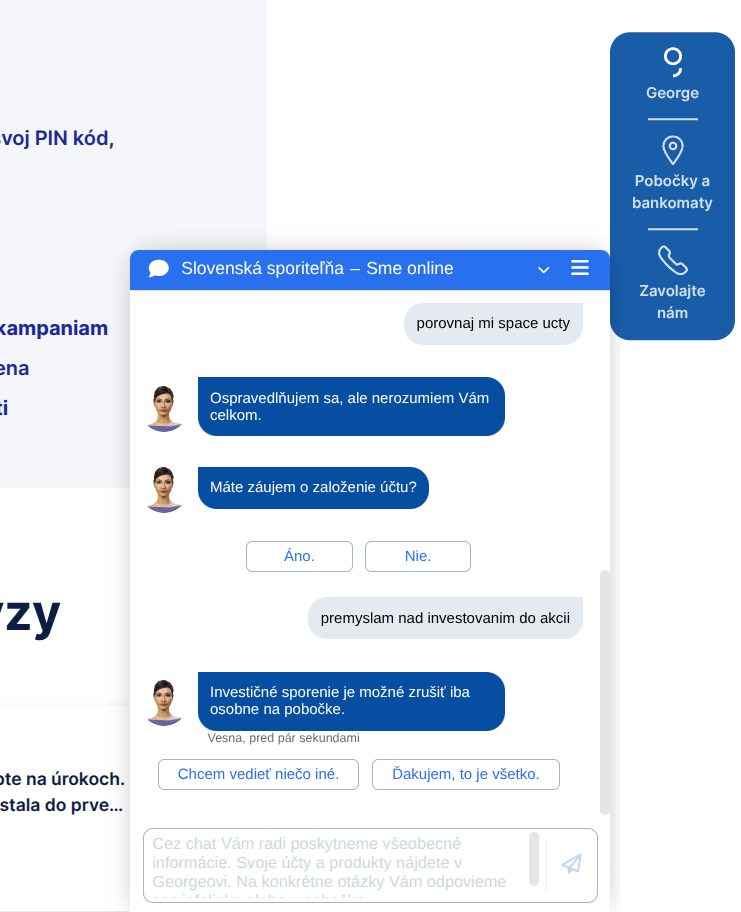 George
Pobočky a
bankomaty
Zavolajte
nám
svoj PIN kód,
kampaniam
ena
ti
yzy
ote na úrokoch.
stala do prve...
Slovenská sporiteľňa – Sme online
porovnaj mi space ucty
Ospravedlňujem sa, ale nerozumiem Vám
celkom.
Máte záujem o založenie účtu?
Áno.
Nie.
premyslam nad investovanim do akcii
Investičné sporenie je možné zrušiť iba
osobne na pobočke.
Vesna, pred pár sekundami
Chcem vedieť niečo iné.
Ďakujem, to je všetko.
Cez chat Vám radi poskytneme všeobecné
informácie. Svoje účty a produkty nájdete v
Georgeovi. Na konkrétne otázky Vám odpovieme